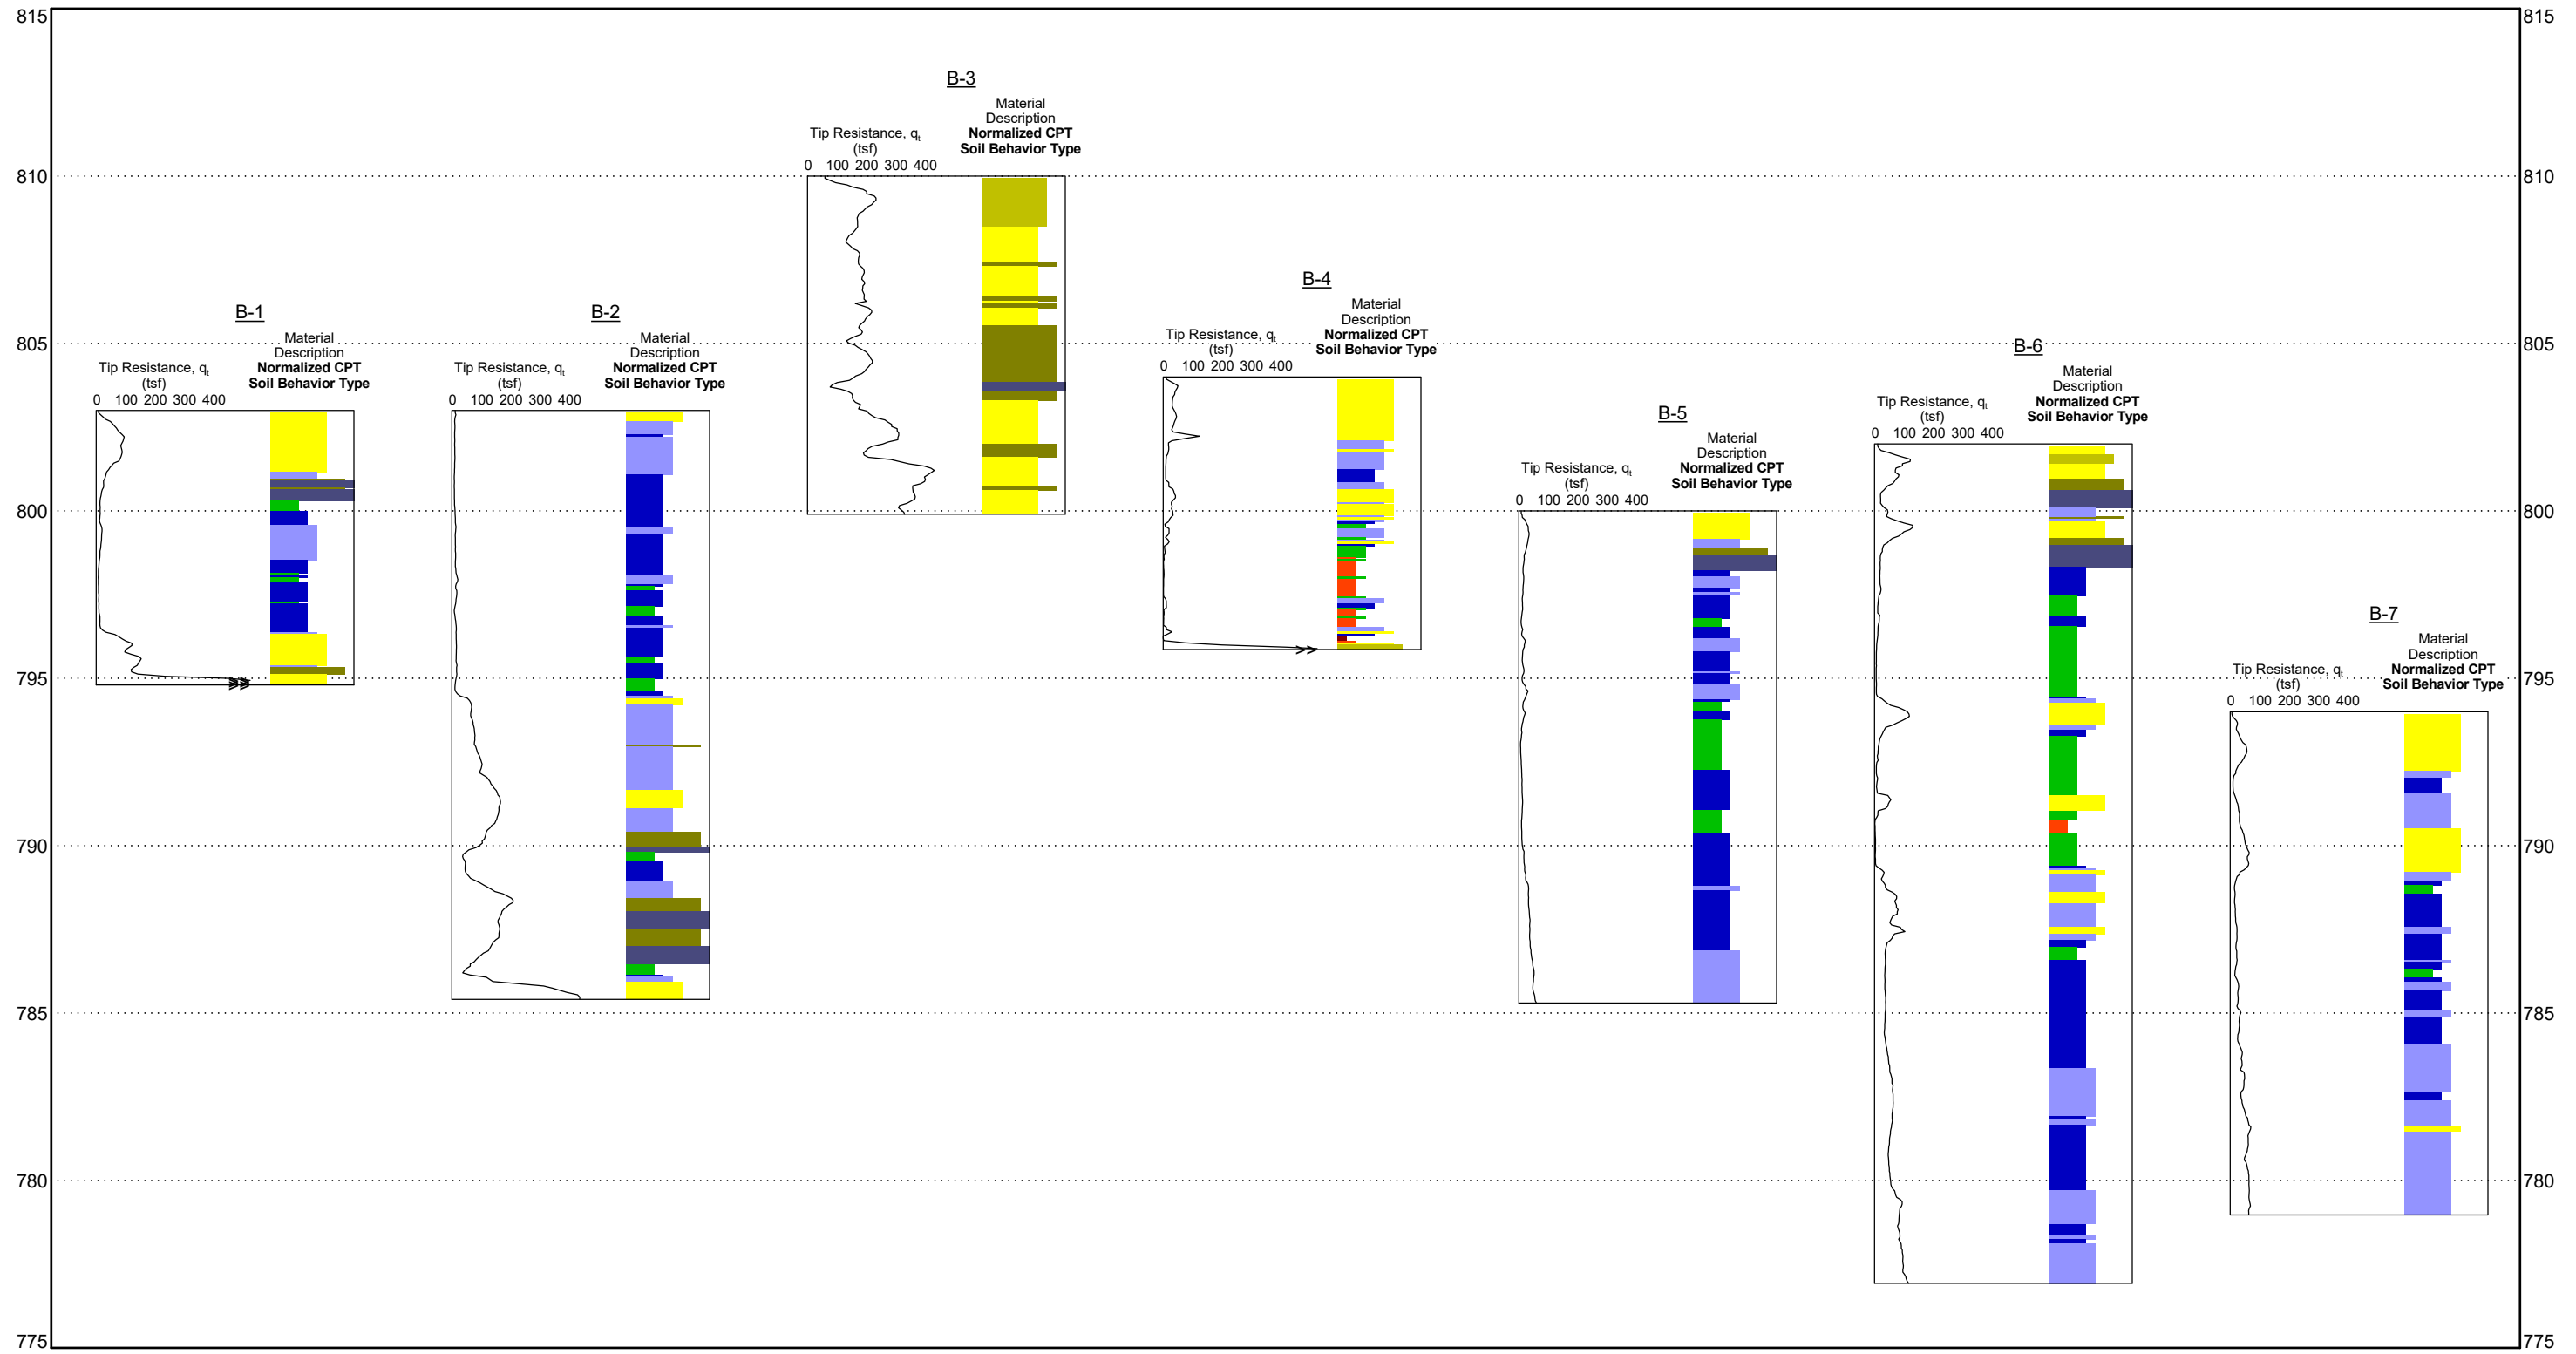 815
815
B-3
Material
Description
Normalized CPT
Soil Behavior Type
Tip Resistance, qt
(tsf)
0 100 200 300 400
810
810
B-4
Material
Description
Normalized CPT
Soil Behavior Type
Tip Resistance, qt
(tsf)
0 100 200 300 400
B-1
Material
Description
Normalized CPT
Soil Behavior Type
Tip Resistance, qt
(tsf)
0 100 200 300 400
B-2
Material
Description
Normalized CPT
Soil Behavior Type
Tip Resistance, qt
(tsf)
0 100 200 300 400
805
805
B-6
Material
Description
Normalized CPT
Soil Behavior Type
Tip Resistance, qt
(tsf)
0 100 200 300 400
B-5
Material
Description
Normalized CPT
Soil Behavior Type
Tip Resistance, qt
(tsf)
0 100 200 300 400
800
800
B-7
Material
Description
Normalized CPT
Soil Behavior Type
Tip Resistance, qt
(tsf)
0 100 200 300 400
795
795
790
790
785
785
780
780
775
775